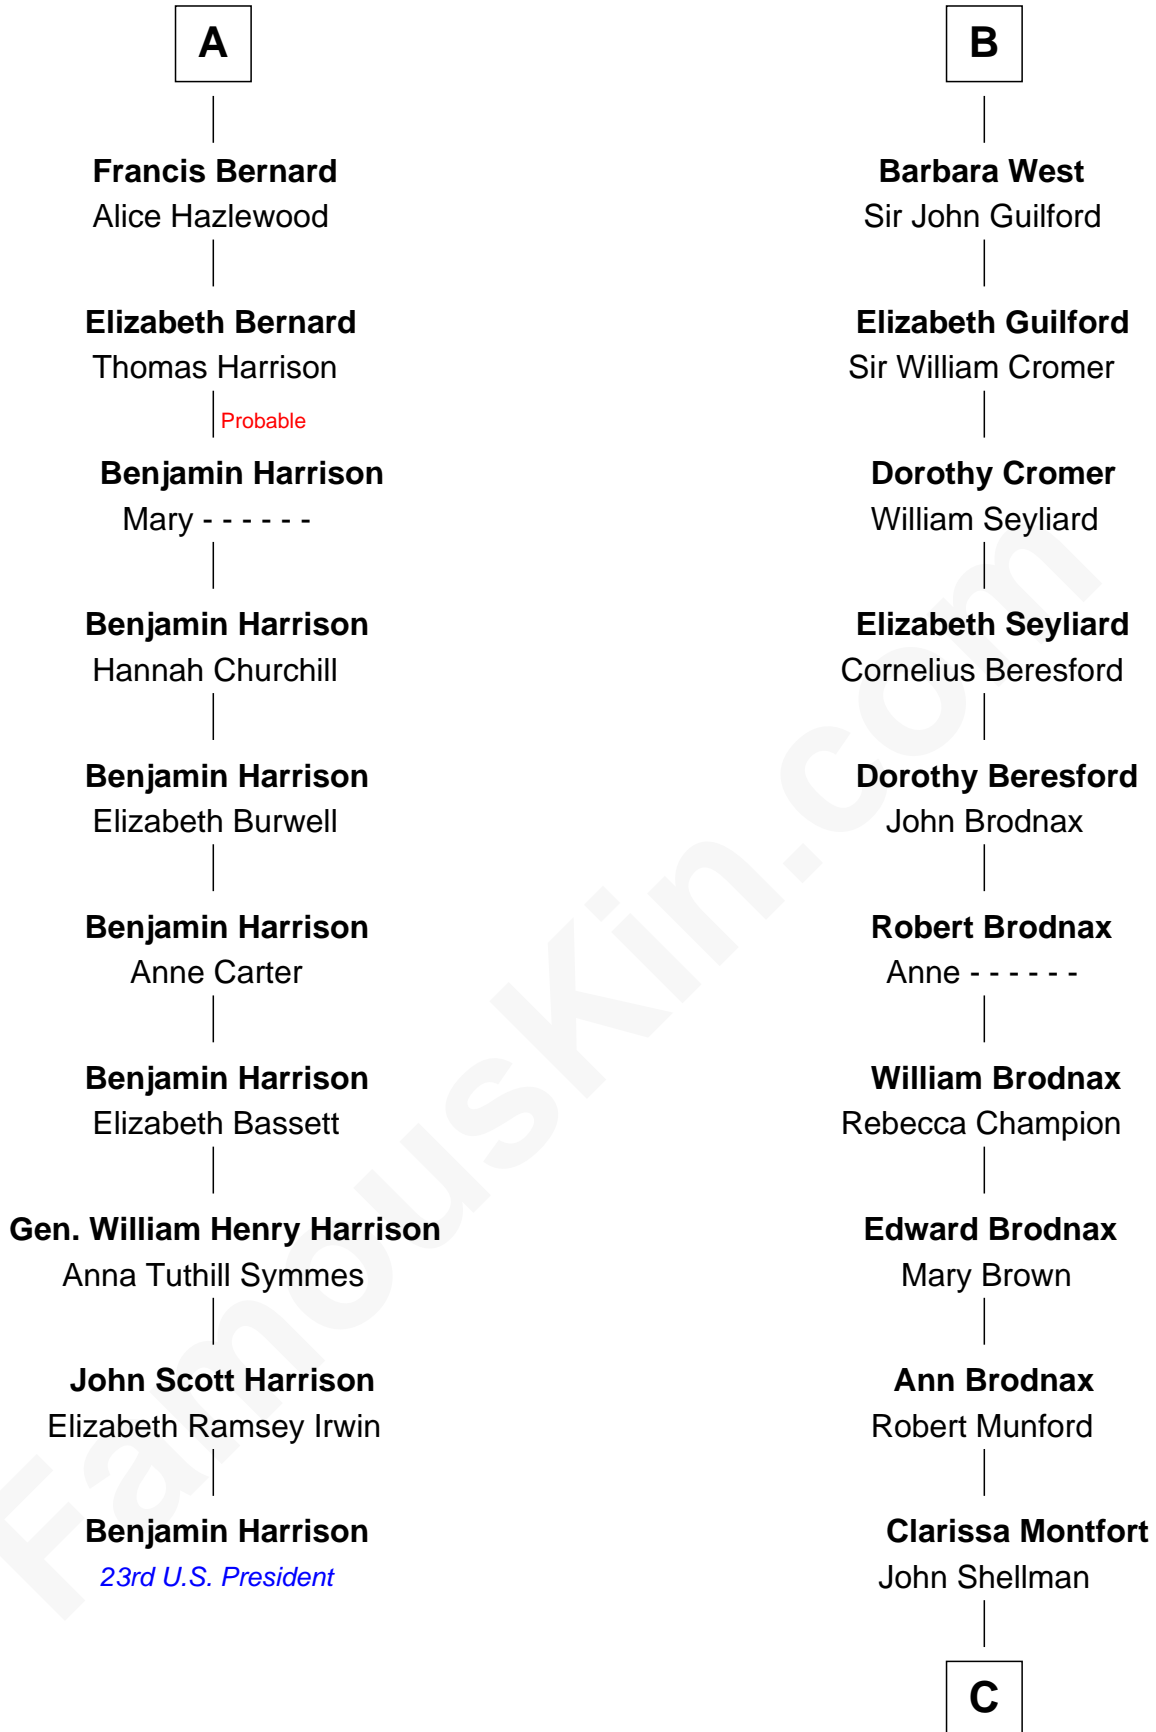 A
Francis Bernard
Alice Hazlewood
Elizabeth Bernard
Thomas Harrison
Probable
Benjamin Harrison
Mary - - - - - -
Benjamin Harrison
Hannah Churchill
Benjamin Harrison
Elizabeth Burwell
Benjamin Harrison
Anne Carter
Benjamin Harrison
Elizabeth Bassett
Gen. William Henry Harrison
Anna Tuthill Symmes
John Scott Harrison
Elizabeth Ramsey Irwin
Benjamin Harrison
23rd U.S. President
B
Barbara West
Sir John Guilford
Elizabeth Guilford
Sir William Cromer
Dorothy Cromer
William Seyliard
Elizabeth Seyliard
Cornelius Beresford
Dorothy Beresford
John Brodnax
Robert Brodnax
Anne - - - - - -
William Brodnax
Rebecca Champion
Edward Brodnax
Mary Brown
Ann Brodnax
Robert Munford
Clarissa Montfort
John Shellman
C
FamousKin.com